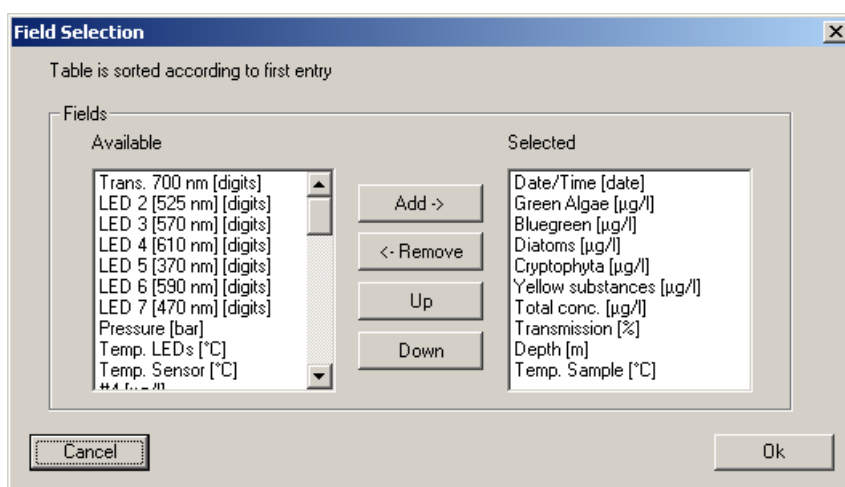 Field Selection
Table is sorted according to first entry
Fields
Available
Trans. 700 nm [digits]
LED 2 [525 nm] [digits]
LED 3 [570 nm] [digits]
LED 4 [610 nm] [digits]
LED 5 [370 nm] [digits]
LED 6 [590 nm] [digits]
LED 7 [470 nm] [digits]
Pressure [bar]
Temp. LEDs [°C]
Temp. Sensor [°C]
#4 [µg/l]
Add ->
<- Remove
Up
Down
Selected
Date/Time [date]
Green Algae [µg/l]
Bluegreen [µg/l]
Diatoms [µg/l]
Cryptophyta [µg/l]
Yellow substances [µg/l]
Total conc. [µg/l]
Transmission [%]
Depth [m]
Temp. Sample [°C]
Cancel
Ok